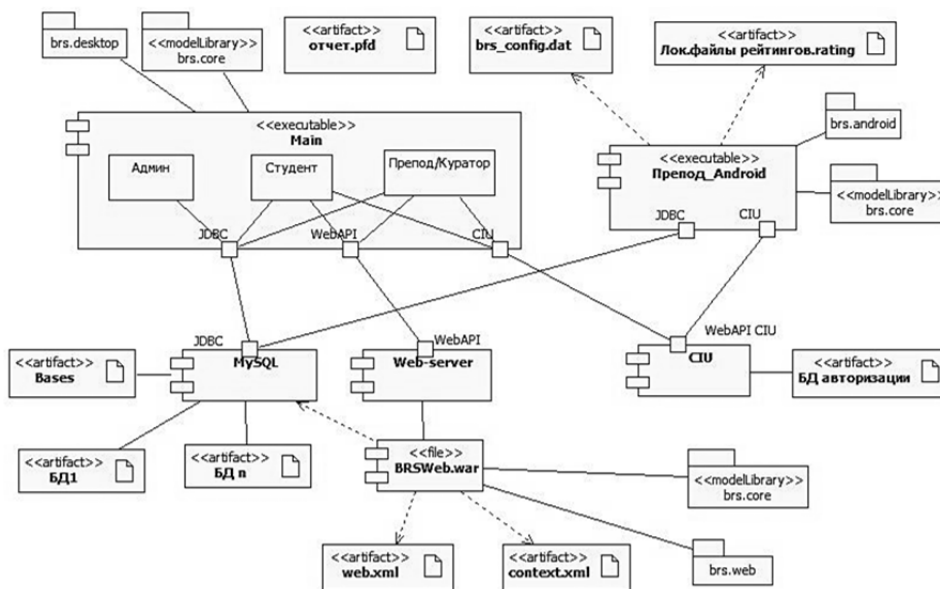 brs.desktop
<<modelLibrary>>
brs.core
<<artifact>>
отчет.pfd
<<artifact>>
brs_config.dat
<<artifact>>
Лок.файлы рейтингов.rating
<<executable>>
Main
Админ
Студент
Препод/Куратор
JDBC
WebAPI
CIU
<<executable>>
Препод_Android
JDBC
CIU
brs.android
<<modelLibrary>>
brs.core
JDBC
MySQL
WebAPI
Web-server
WebAPI CIU
CIU
<<artifact>>
Bases
<<artifact>>
БД авторизации
<<artifact>>
БД1
<<artifact>>
БД n
<<file>>
BRSWeb.war
<<modelLibrary>>
brs.core
<<artifact>>
web.xml
<<artifact>>
context.xml
brs.web